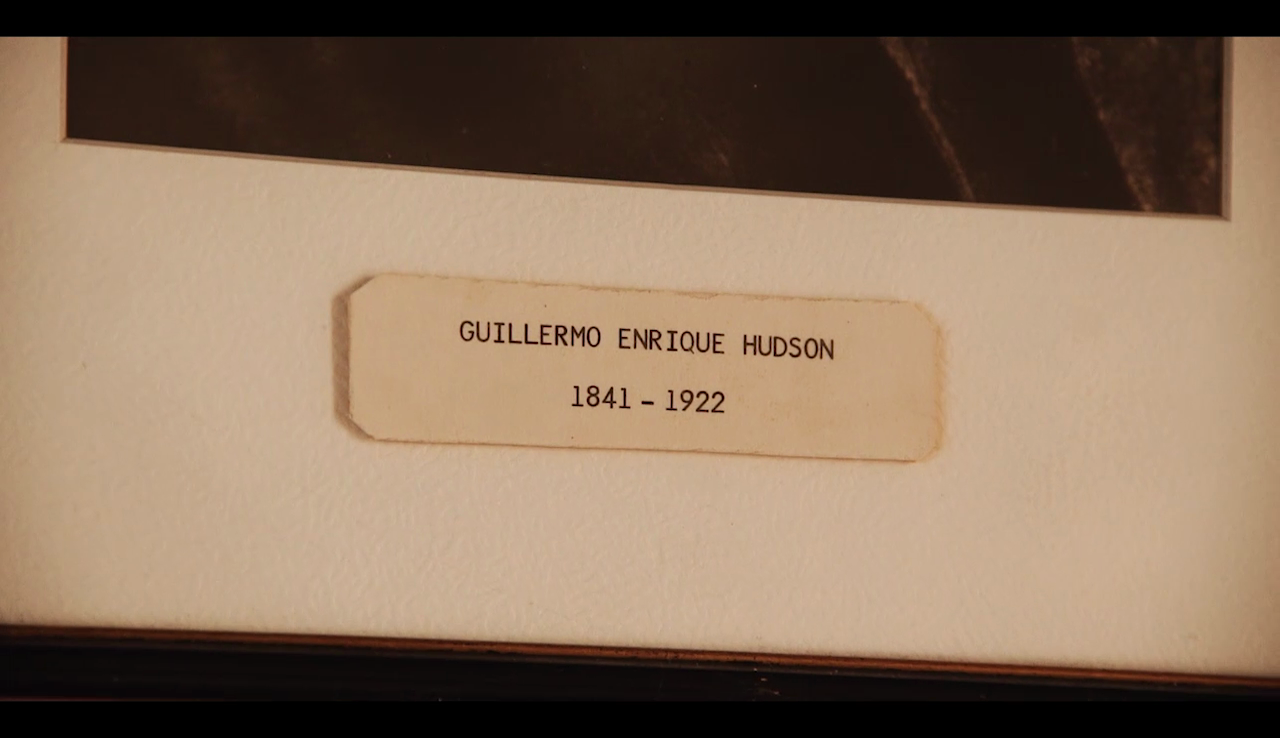 GUILLERMO ENRIQUE HUDSON
1841 - 1922